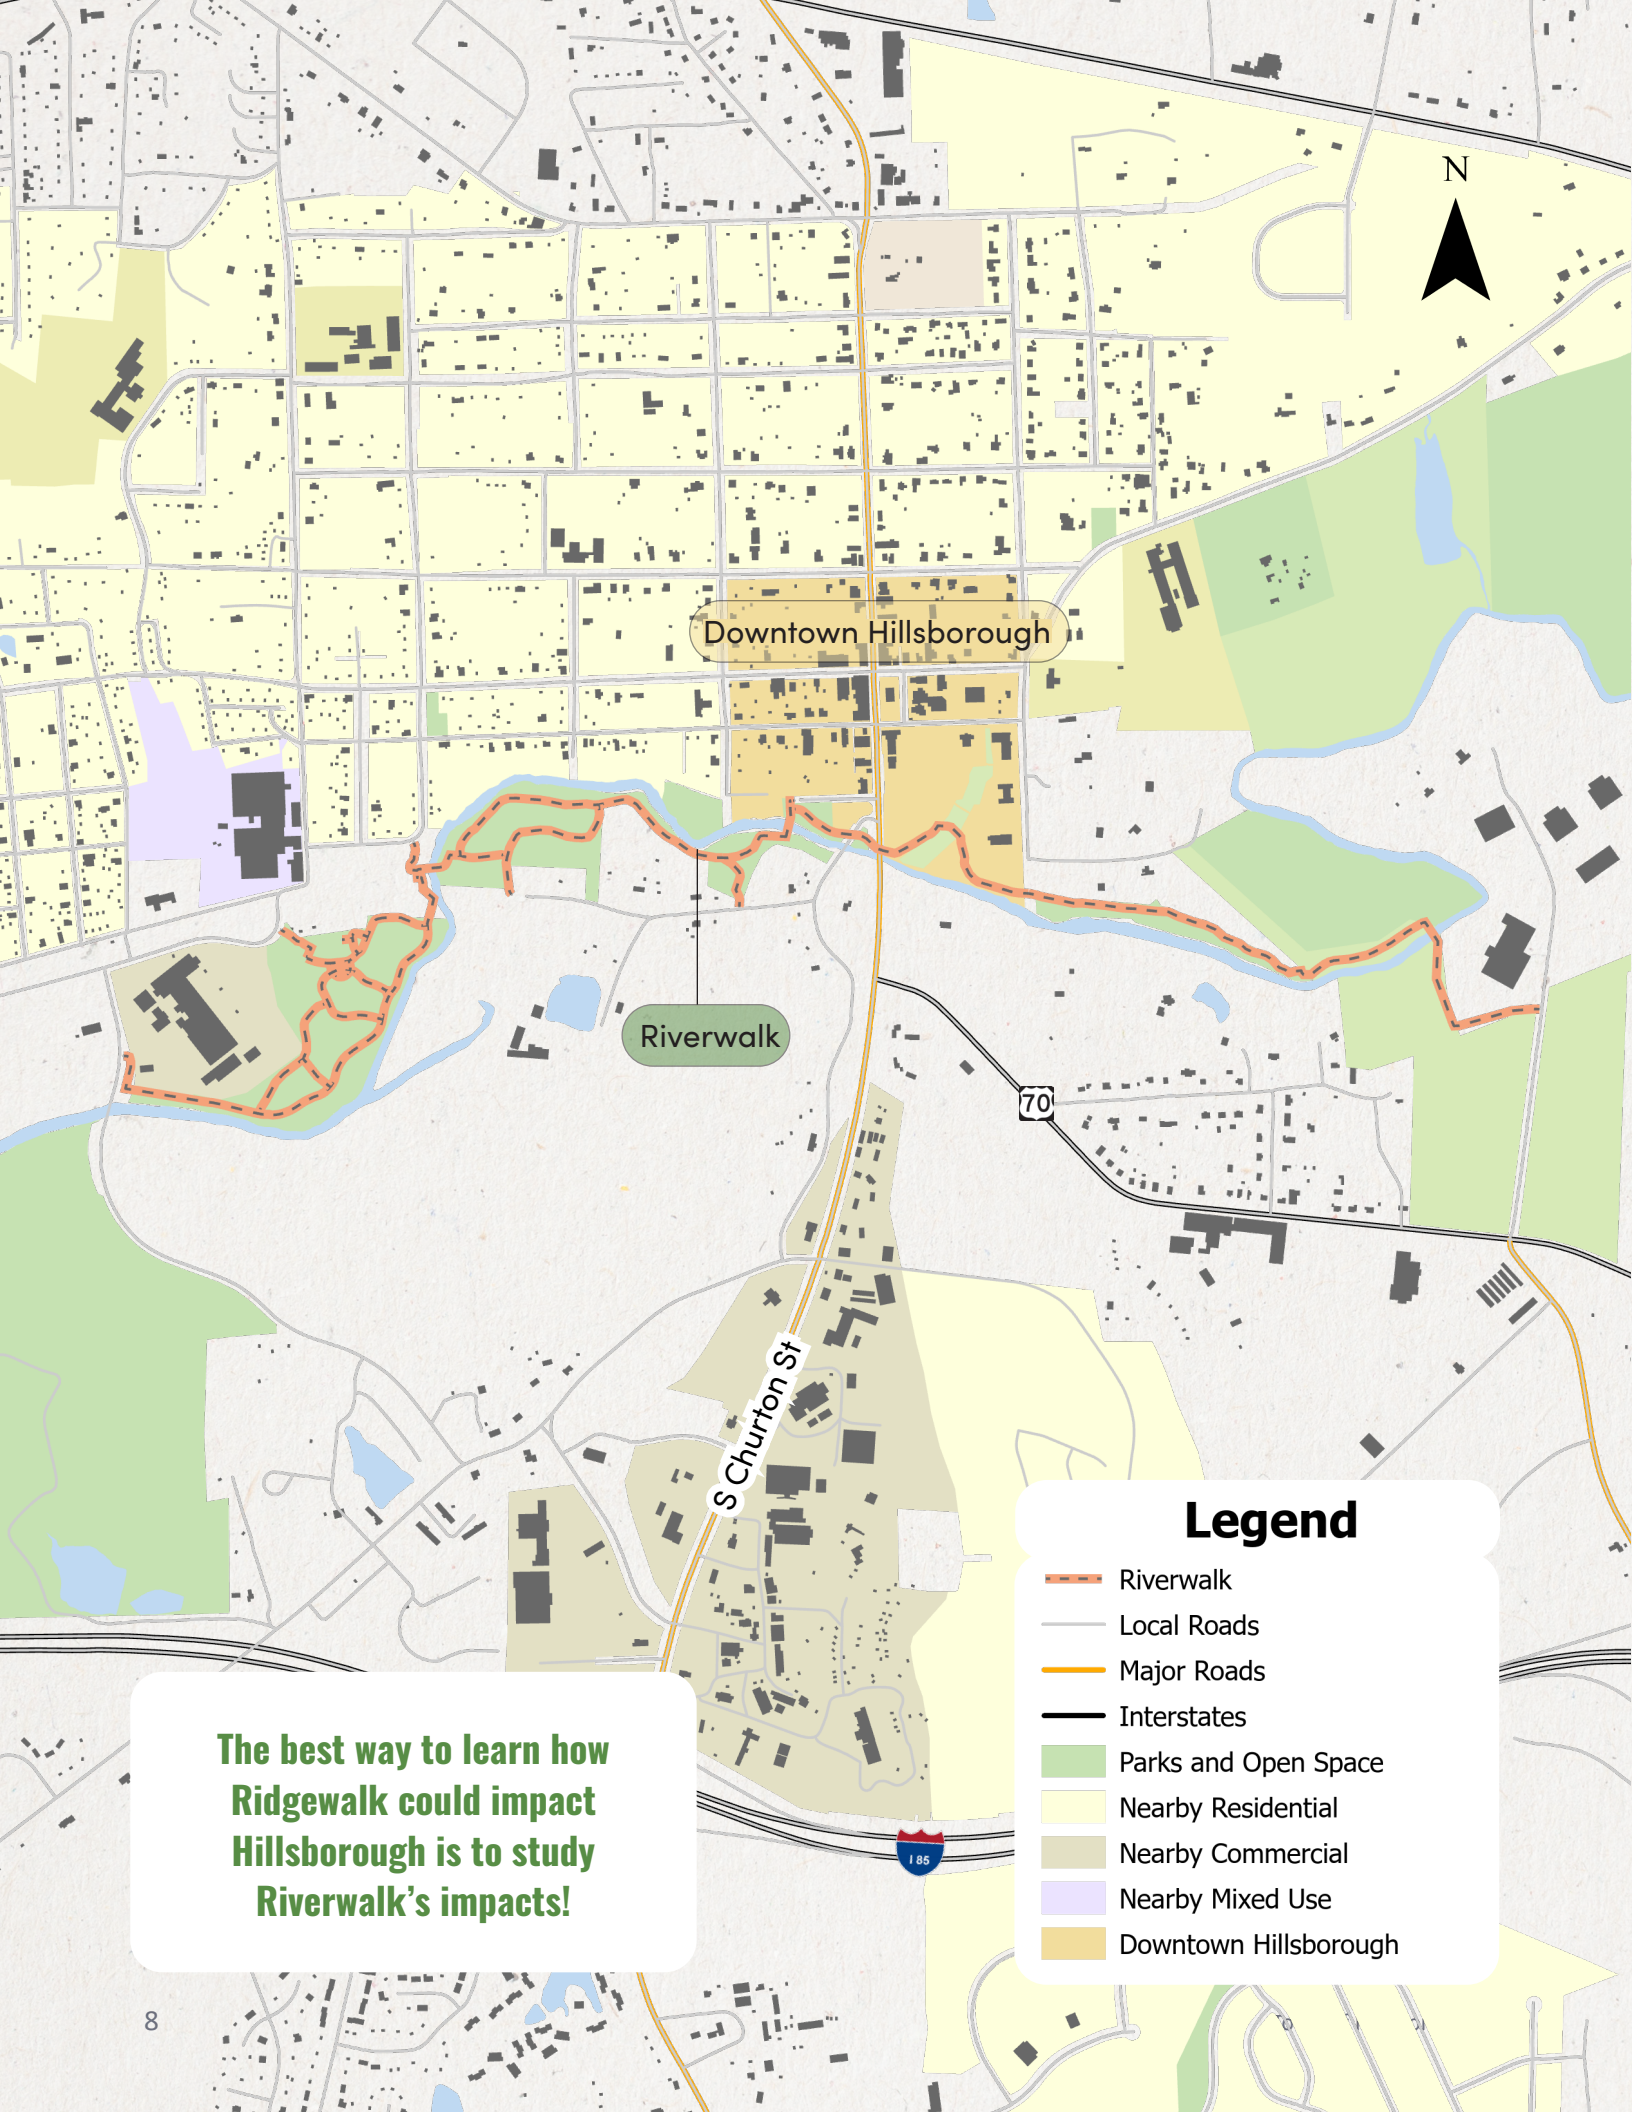 N
Downtown Hillsborough
Riverwalk
70
S Churton St
Legend
Riverwalk
Local Roads
Major Roads
Interstates
Parks and Open Space
Nearby Residential
Nearby Commercial
Nearby Mixed Use
Downtown Hillsborough
The best way to learn how
Ridgewalk could impact
Hillsborough is to study
Riverwalk’s impacts!
I 85
8